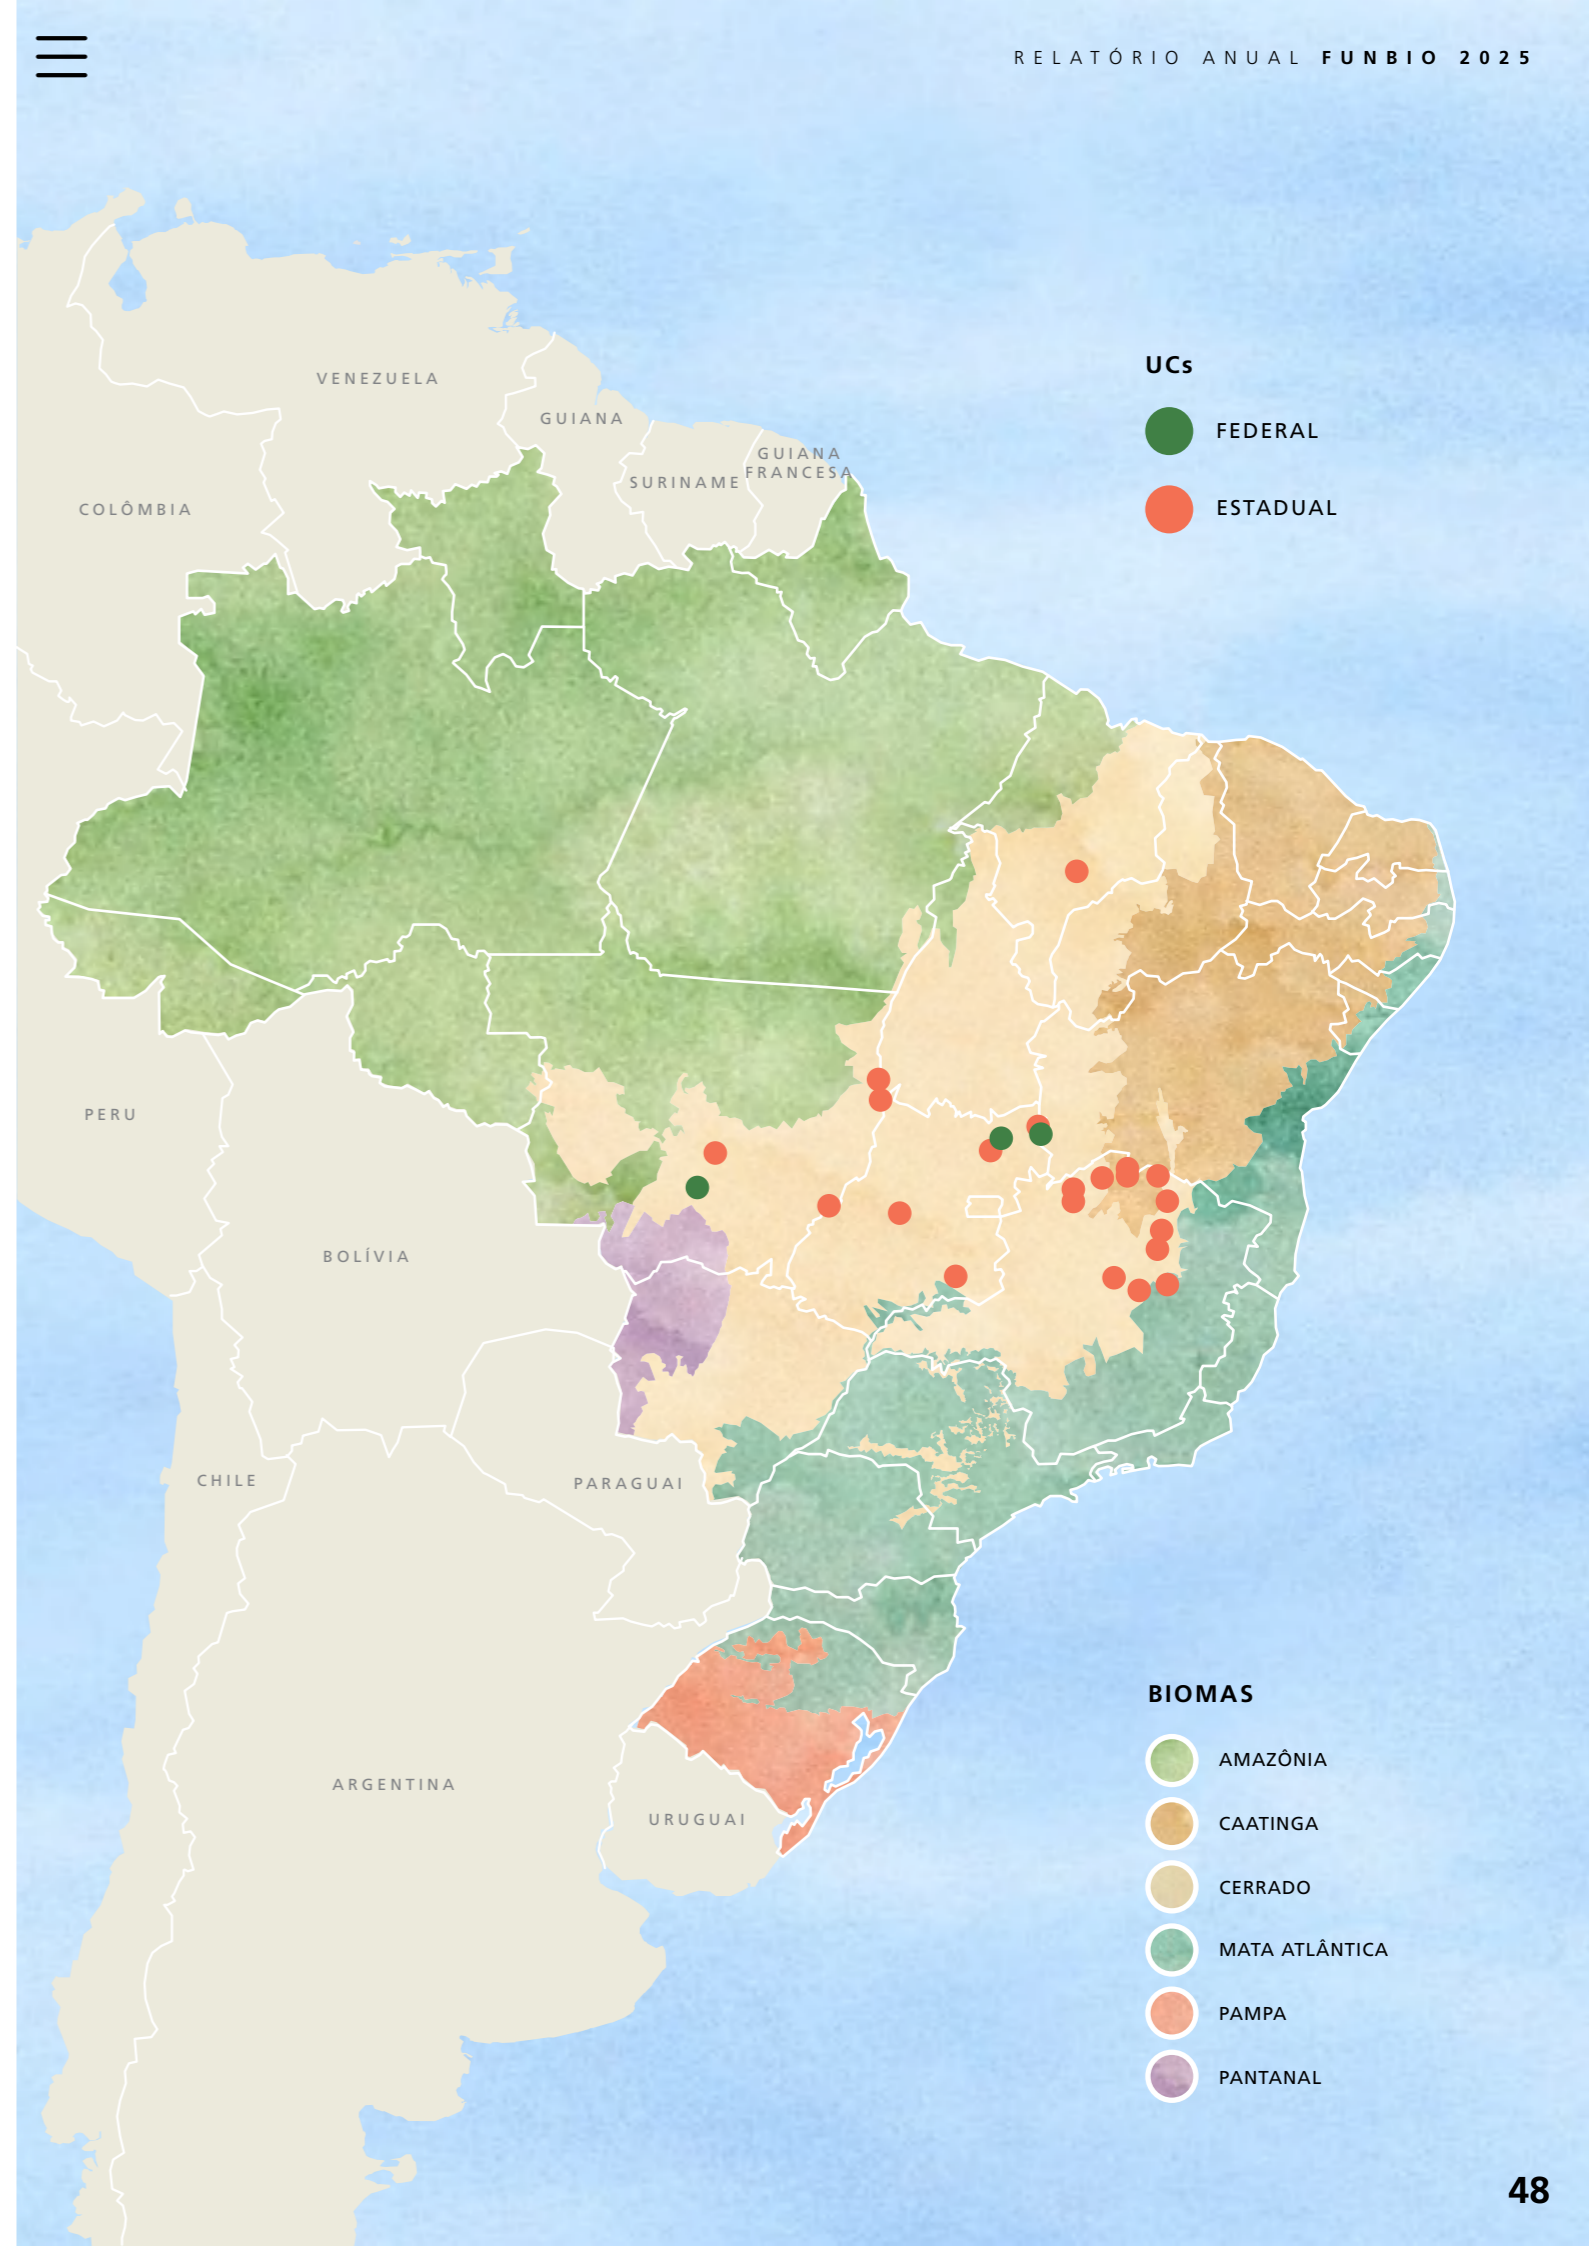 RELATÓRIO ANUAL FUNBIO 2025
VENEZUELA
GUIANA
GUIANA
FRANCESA
SURINAME
COLÔMBIA
UCs
FEDERAL
ESTADUAL
PERU
BOLÍVIA
CHILE
PARAGUAI
ARGENTINA
URUGUAI
BIOMAS
AMAZÔNIA
CAATINGA
CERRADO
MATA ATLÂNTICA
PAMPA
PANTANAL
48